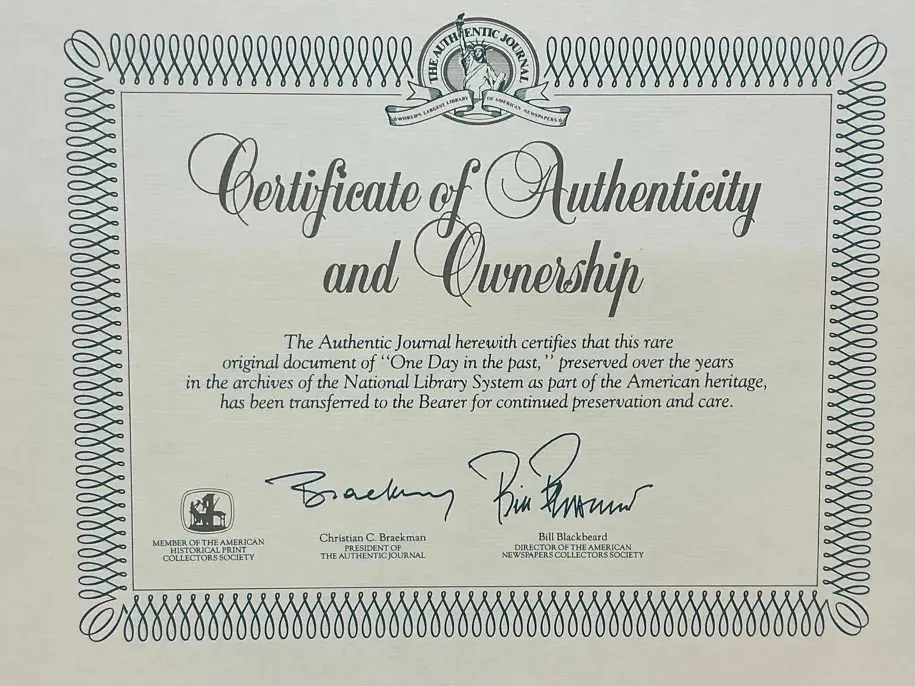 THE AUTHENTIC JOURNAL
WORLD'S LARGEST LIBRARY OF AMERICAN NEWSPAPERS
Certificate of Authenticity
and Ownership
The Authentic Journal herewith certifies that this rare
original document of "One Day in the past," preserved over the years
in the archives of the National Library System as part of the American heritage,
has been transferred to the Bearer for continued preservation and care.
Braekman
Bill Blackbeard
MEMBER OF THE AMERICAN
HISTORICAL PRINT
COLLECTORS SOCIETY
Christian C. Braekman
PRESIDENT OF
THE AUTHENTIC JOURNAL
Bill Blackbeard
DIRECTOR OF THE AMERICAN
NEWSPAPERS COLLECTORS SOCIETY